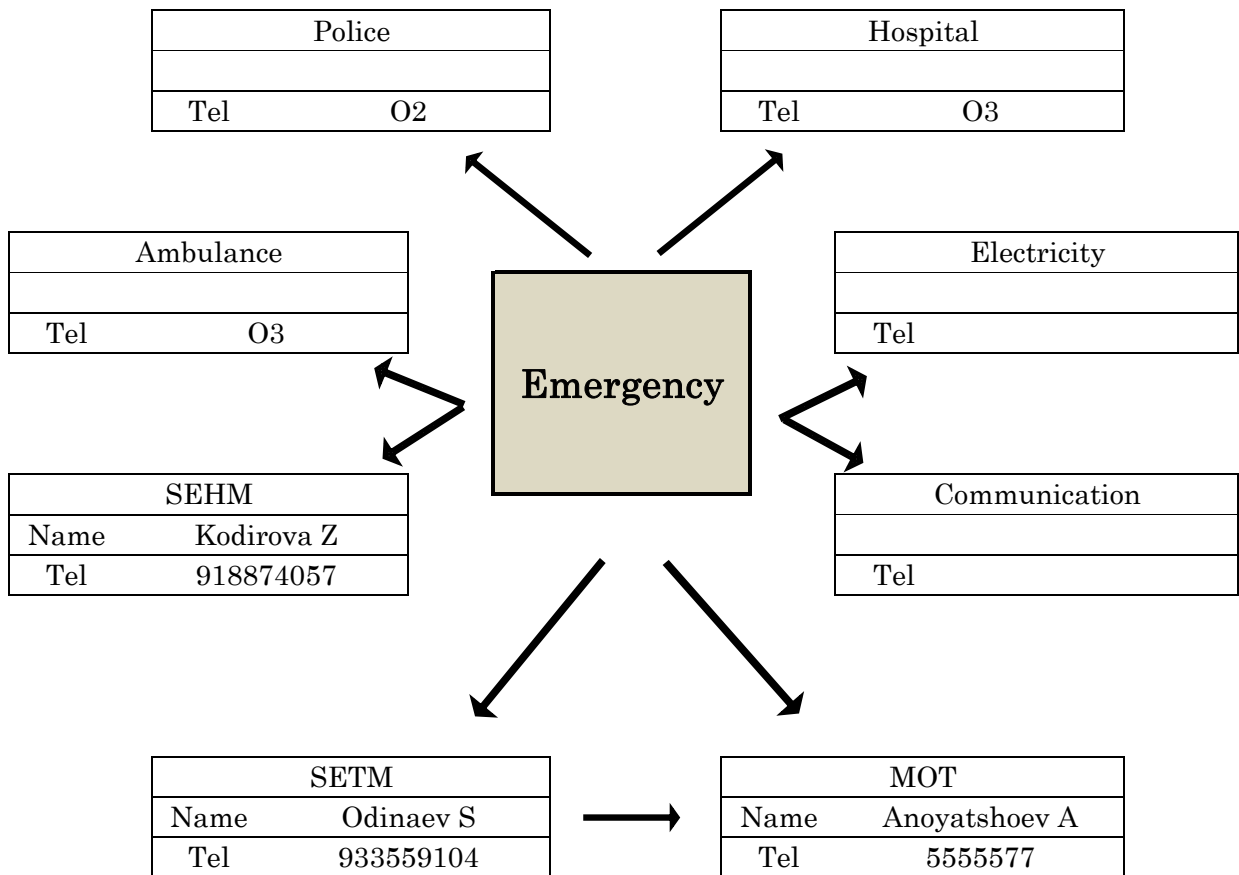 Police
Tel O2
Hospital
Tel O3
Ambulance
Tel O3
Electricity
Tel
Emergency
SEHM
Name Kodirova Z
Tel 918874057
Communication
Tel
SETM
Name Odinaev S
Tel 933559104
MOT
Name Anoyatshoev A
Tel 5555577